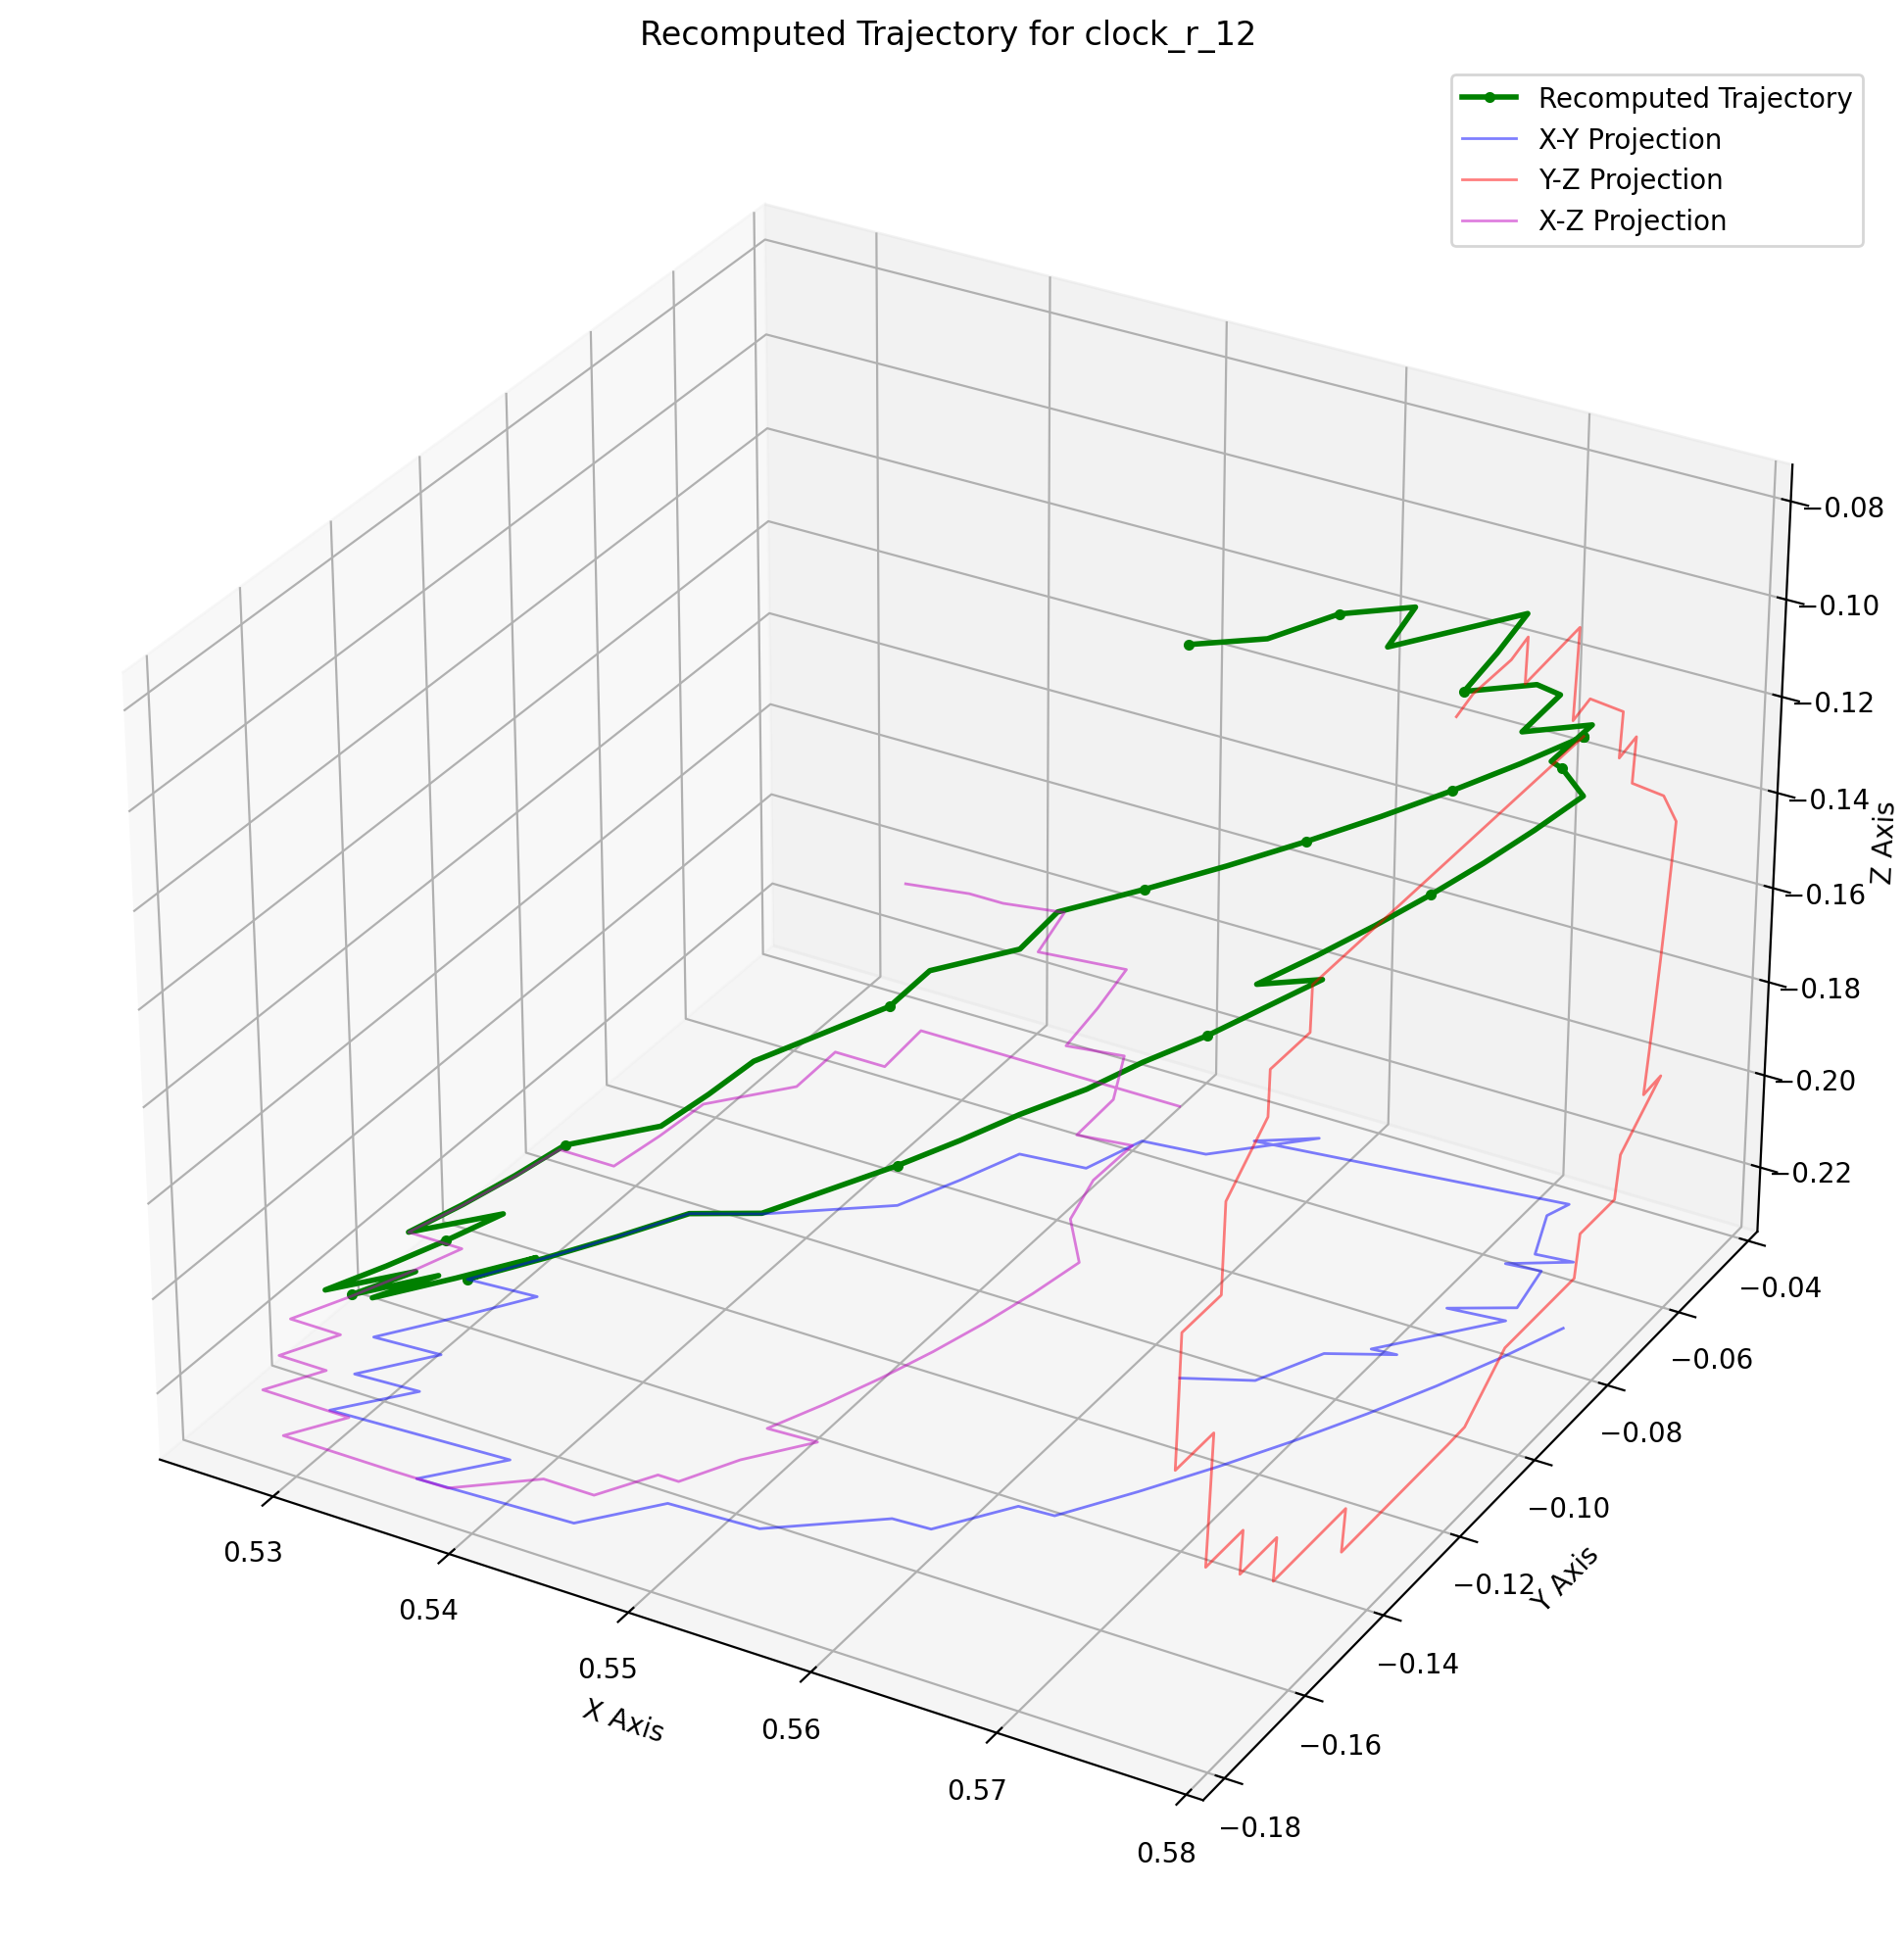 Recomputed Trajectory for clock_r_12
Recomputed Trajectory
X-Y Projection
Y-Z Projection
X-Z Projection
−0.08
−0.10
−0.12
−0.14
−0.16
−0.18
−0.20
−0.22
Z Axis
−0.04
−0.06
−0.08
−0.10
−0.12
−0.14
−0.16
−0.18
Y Axis
0.53
0.54
0.55
0.56
0.57
0.58
X Axis